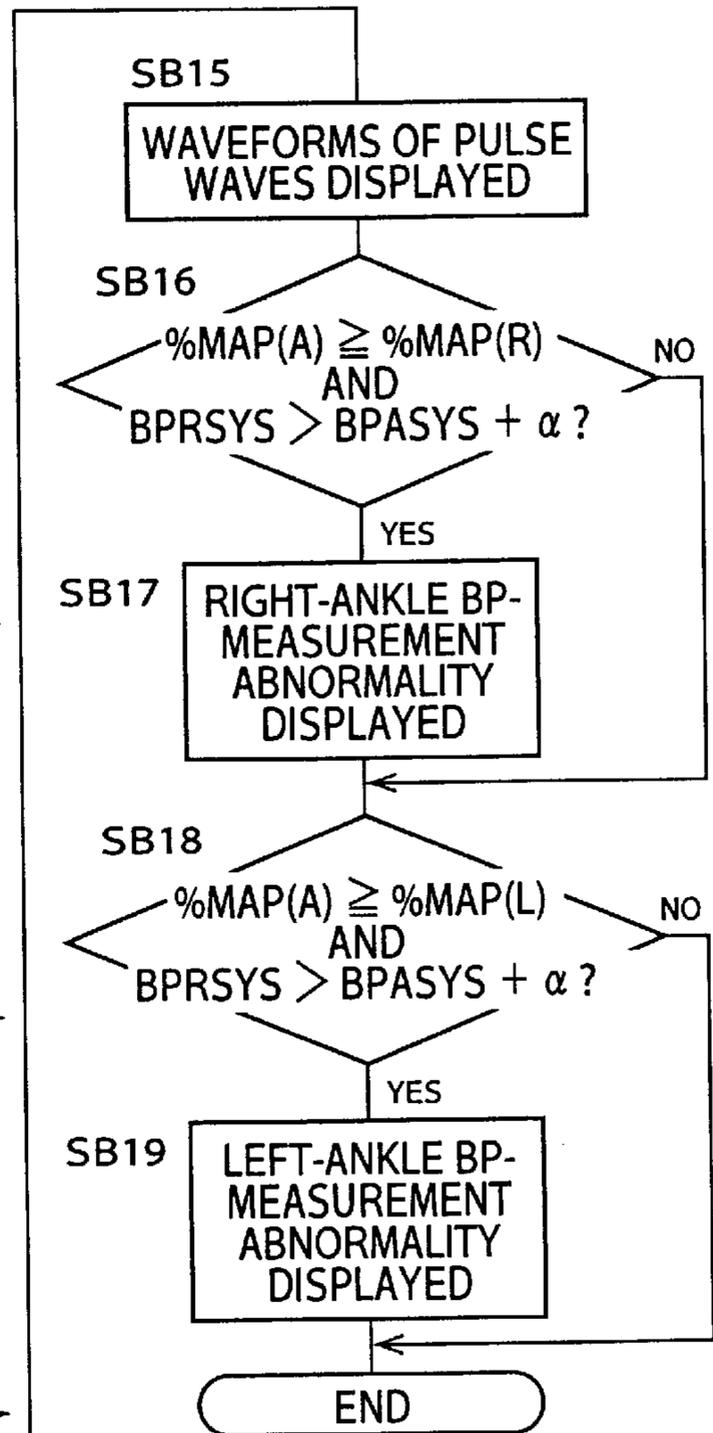 SB15
WAVEFORMS OF PULSE
WAVES DISPLAYED
SB16
%MAP(A) ≧ %MAP(R)
AND
BPRSYS > BPASYS + α ?
NO
YES
SB17
RIGHT-ANKLE BP-
MEASUREMENT
ABNORMALITY
DISPLAYED
SB18
%MAP(A) ≧ %MAP(L)
AND
BPRSYS > BPASYS + α ?
NO
YES
SB19
LEFT-ANKLE BP-
MEASUREMENT
ABNORMALITY
DISPLAYED
END